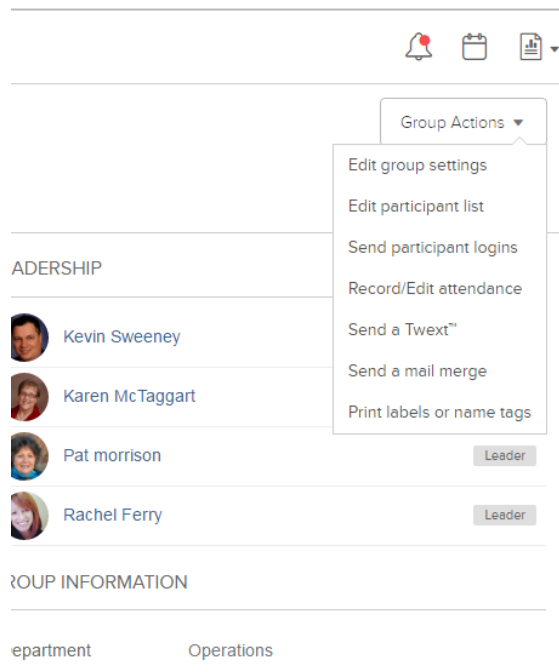 Group Actions
Edit group settings
Edit participant list
Send participant logins
Record/Edit attendance
Send a Twext™
Send a mail merge
Print labels or name tags
ADERSHIP
Kevin Sweeney
Karen McTaggart
Pat morrison Leader
Rachel Ferry Leader
ROUP INFORMATION
epartment Operations